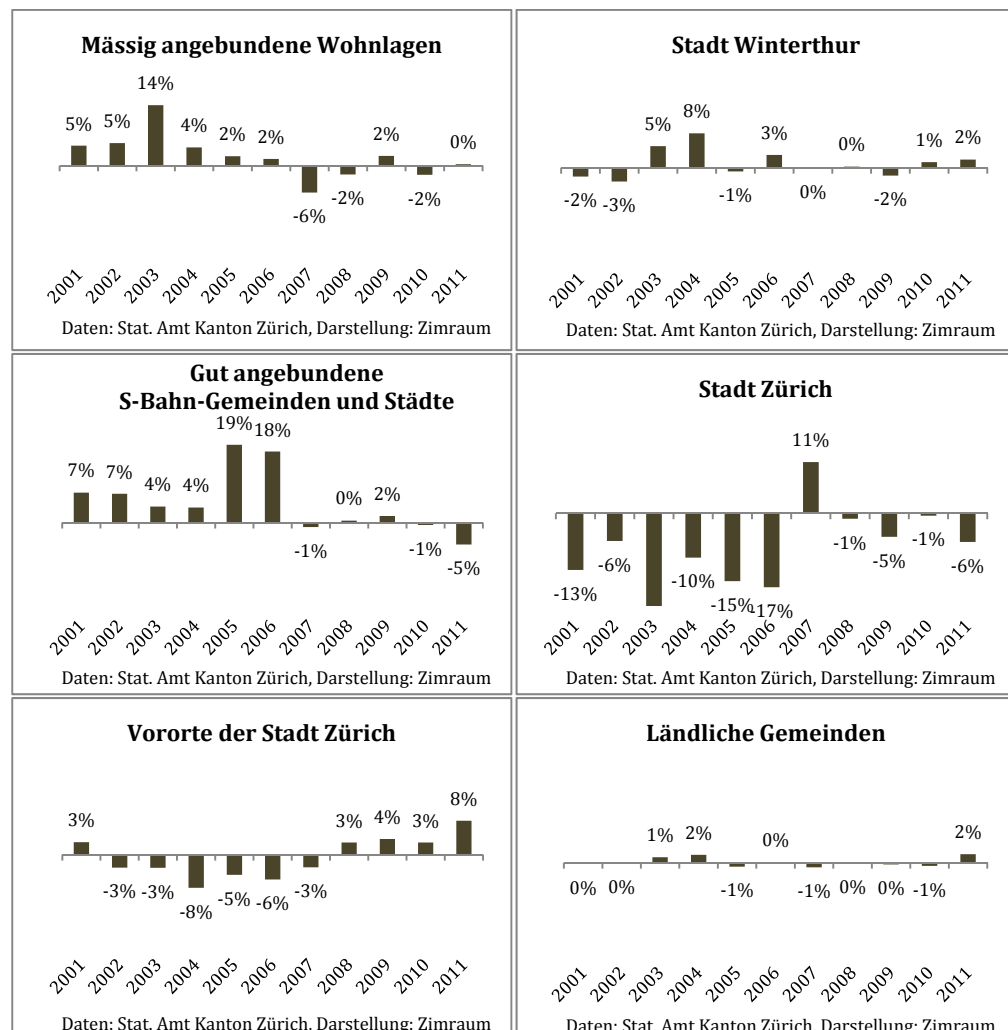 Mässig angebundene Wohnlagen
14%
5% 5% 4% 2% 2% 2% 0%
-6% -2% -2%
2001 2002 2003 2004 2005 2006 2007 2008 2009 2010 2011
Daten: Stat. Amt Kanton Zürich, Darstellung: Zimraum
Stadt Winterthur
5% 8% 3% 0% 1% 2%
-2% -3% -1% 0% -2%
2001 2002 2003 2004 2005 2006 2007 2008 2009 2010 2011
Daten: Stat. Amt Kanton Zürich, Darstellung: Zimraum
Gut angebundene
S-Bahn-Gemeinden und Städte
7% 7% 4% 4% 19% 18% 0% 2%
-1% -1% -5%
2001 2002 2003 2004 2005 2006 2007 2008 2009 2010 2011
Daten: Stat. Amt Kanton Zürich, Darstellung: Zimraum
Stadt Zürich
11%
-13% -6% -10% -15% -17% -1% -5% -1% -6%
2001 2002 2003 2004 2005 2006 2007 2008 2009 2010 2011
Daten: Stat. Amt Kanton Zürich, Darstellung: Zimraum
Vororte der Stadt Zürich
3% 3% 4% 3% 8%
-3% -3% -8% -5% -6% -3%
2001 2002 2003 2004 2005 2006 2007 2008 2009 2010 2011
Daten: Stat. Amt Kanton Zürich, Darstellung: Zimraum
Ländliche Gemeinden
1% 2% 0% 2%
0% 0% -1% -1% 0% 0% -1%
2001 2002 2003 2004 2005 2006 2007 2008 2009 2010 2011
Daten: Stat. Amt Kanton Zürich, Darstellung: Zimraum